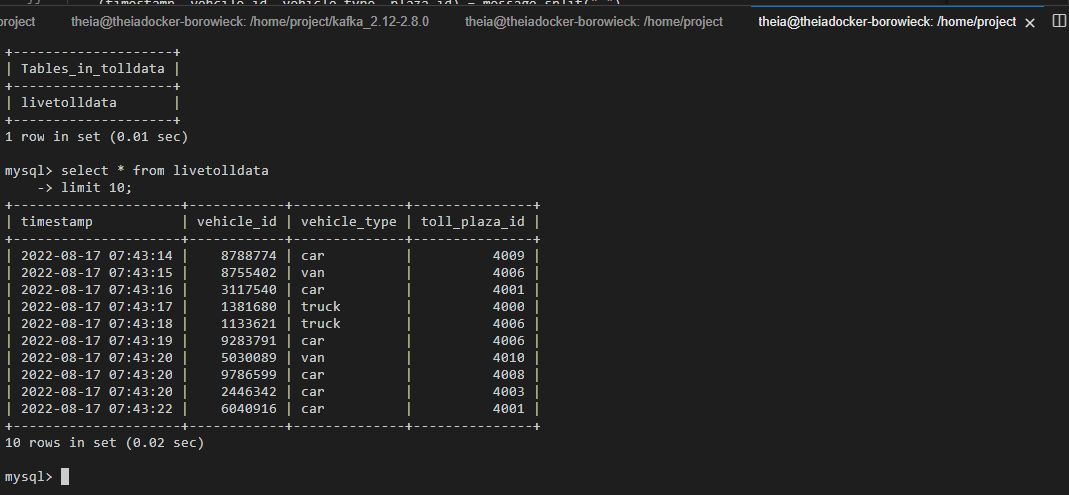 (timestamp, vehcile_id, vehicle_type, plaza_id) = message.split(",")
project theia@theiadocker-borowieck: /home/project/kafka_2.12-2.8.0 theia@theiadocker-borowieck: /home/project theia@theiadocker-borowieck: /home/project
+--------------------+
| Tables_in_tolldata |
+--------------------+
| livetolldata       |
+--------------------+
1 row in set (0.01 sec)
mysql> select * from livetolldata
    -> limit 10;
+---------------------+------------+--------------+---------------+
| timestamp           | vehicle_id | vehicle_type | toll_plaza_id |
+---------------------+------------+--------------+---------------+
| 2022-08-17 07:43:14 |    8788774 | car          |          4009 |
| 2022-08-17 07:43:15 |    8755402 | van          |          4006 |
| 2022-08-17 07:43:16 |    3117540 | car          |          4001 |
| 2022-08-17 07:43:17 |    1381680 | truck        |          4000 |
| 2022-08-17 07:43:18 |    1133621 | truck        |          4006 |
| 2022-08-17 07:43:19 |    9283791 | car          |          4006 |
| 2022-08-17 07:43:20 |    5030089 | van          |          4010 |
| 2022-08-17 07:43:20 |    9786599 | car          |          4008 |
| 2022-08-17 07:43:20 |    2446342 | car          |          4003 |
| 2022-08-17 07:43:22 |    6040916 | car          |          4001 |
+---------------------+------------+--------------+---------------+
10 rows in set (0.02 sec)
mysql>